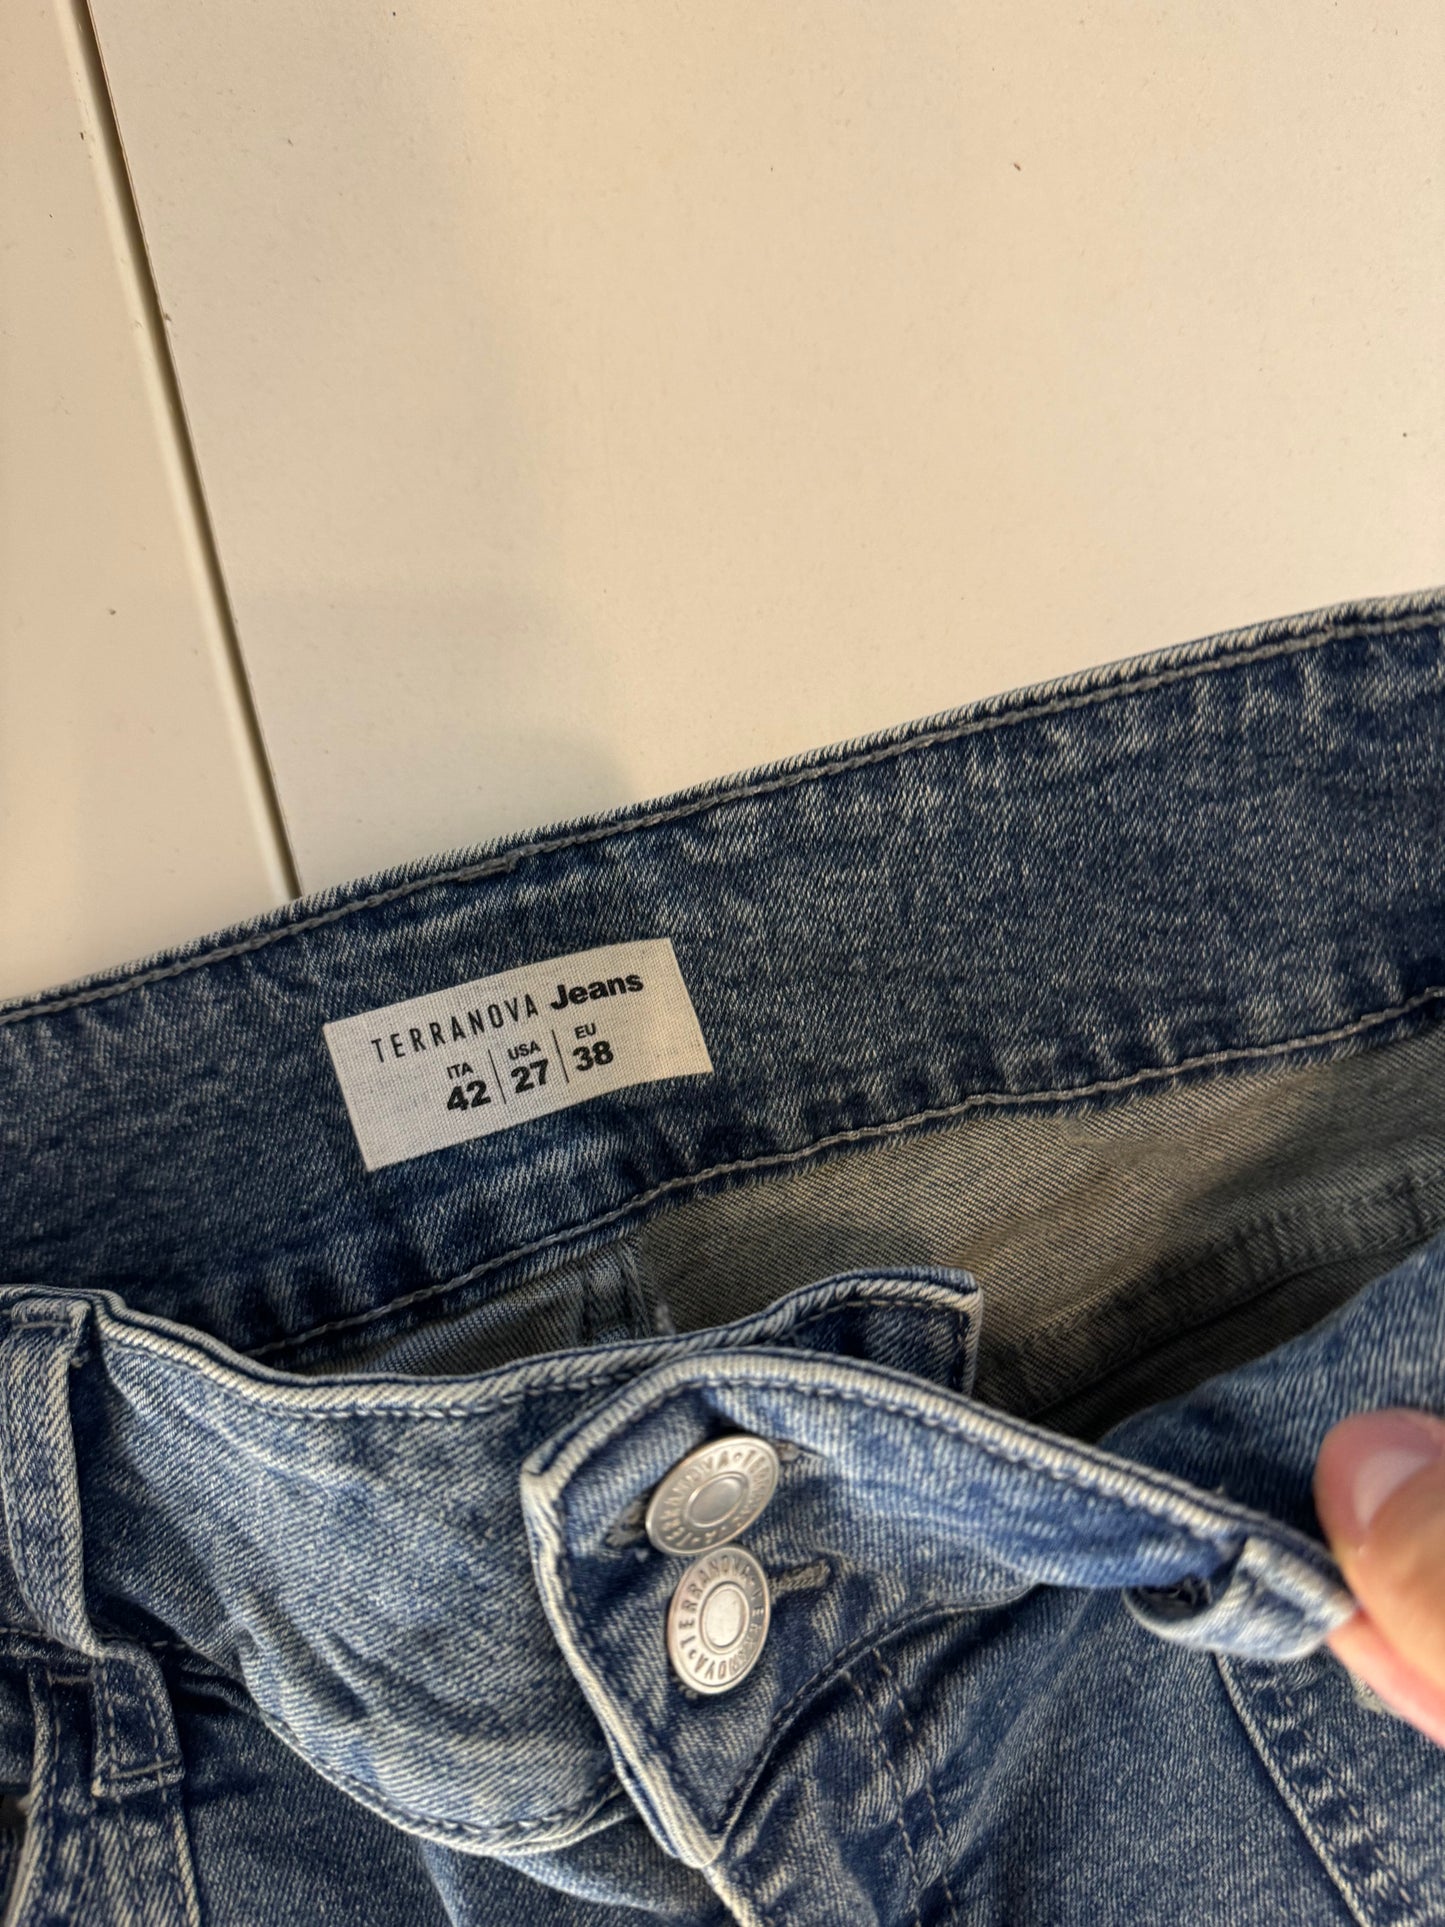 TERRANOVA Jeans
ITA USA EU
42 27 38
TERRANOVA
TERRANOVA